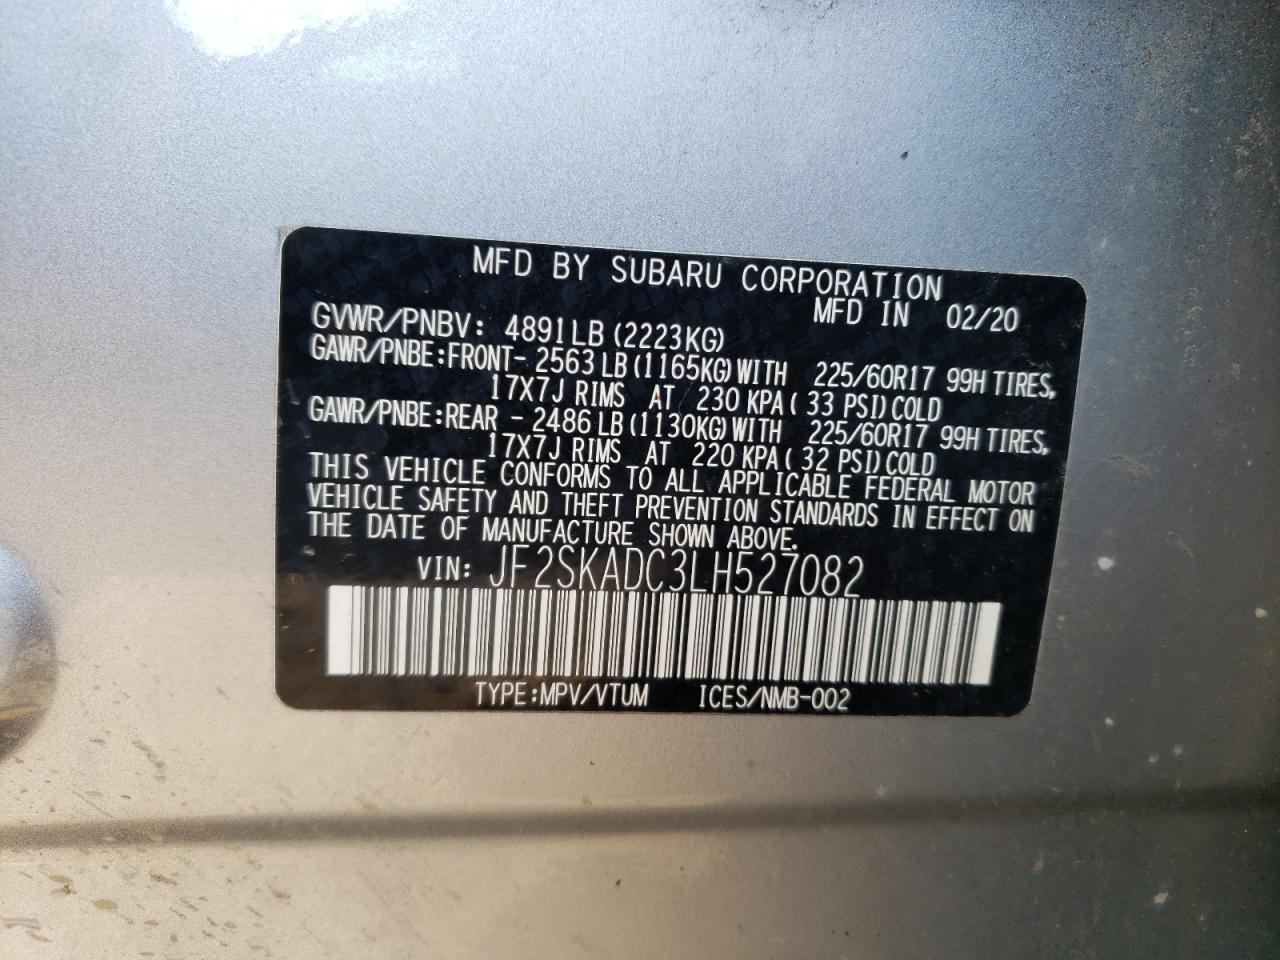 MFD BY SUBARU CORPORATION
MFD IN 02/20
GVWR/PNBV: 4891LB (2223KG)
GAWR/PNBE:FRONT- 2563 LB (1165KG) WITH 225/60R17 99H TIRES,
17X7J RIMS AT 230 KPA ( 33 PSI) COLD
GAWR/PNBE:REAR - 2486 LB (1130KG) WITH 225/60R17 99H TIRES,
17X7J RIMS AT 220 KPA ( 32 PSI) COLD
THIS VEHICLE CONFORMS TO ALL APPLICABLE FEDERAL MOTOR
VEHICLE SAFETY AND THEFT PREVENTION STANDARDS IN EFFECT ON
THE DATE OF MANUFACTURE SHOWN ABOVE.
VIN: JF2SKADC3LH527082
TYPE:MPV/VTUM ICES/NMB-002